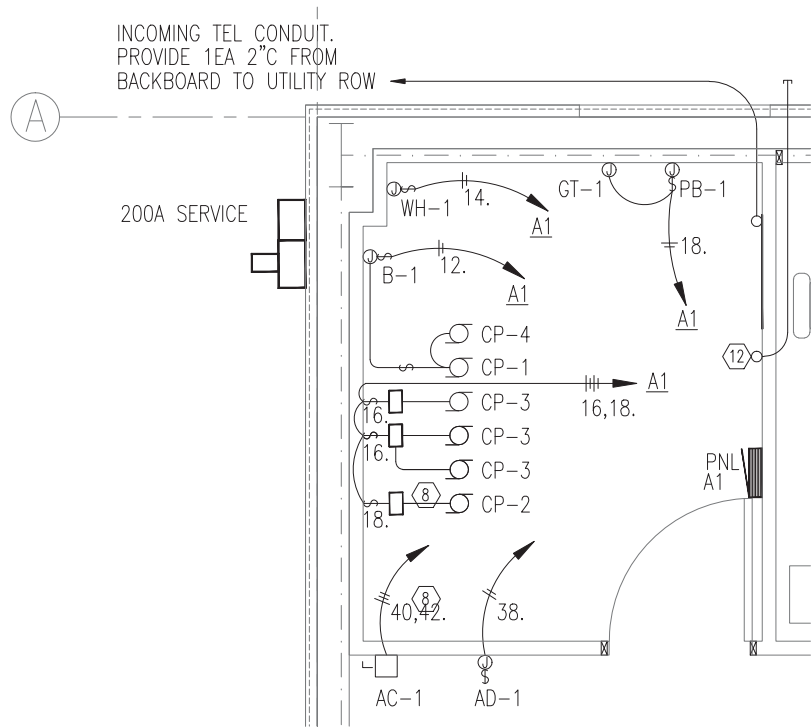 INCOMING TEL CONDUIT.
PROVIDE 1EA 2"C FROM
BACKBOARD TO UTILITY ROW
A
200A SERVICE
J S
WH-1
14.
A1
GT-1
J
J
S
PB-1
18.
A1
J S
B-1
12.
A1
CP-4
S
CP-1
12
A1
16,18.
S
16.
CP-3
S
16.
CP-3
CP-3
PNL
A1
S
18.
8
CP-2
8
40,42.
38.
J
S
AC-1
AD-1